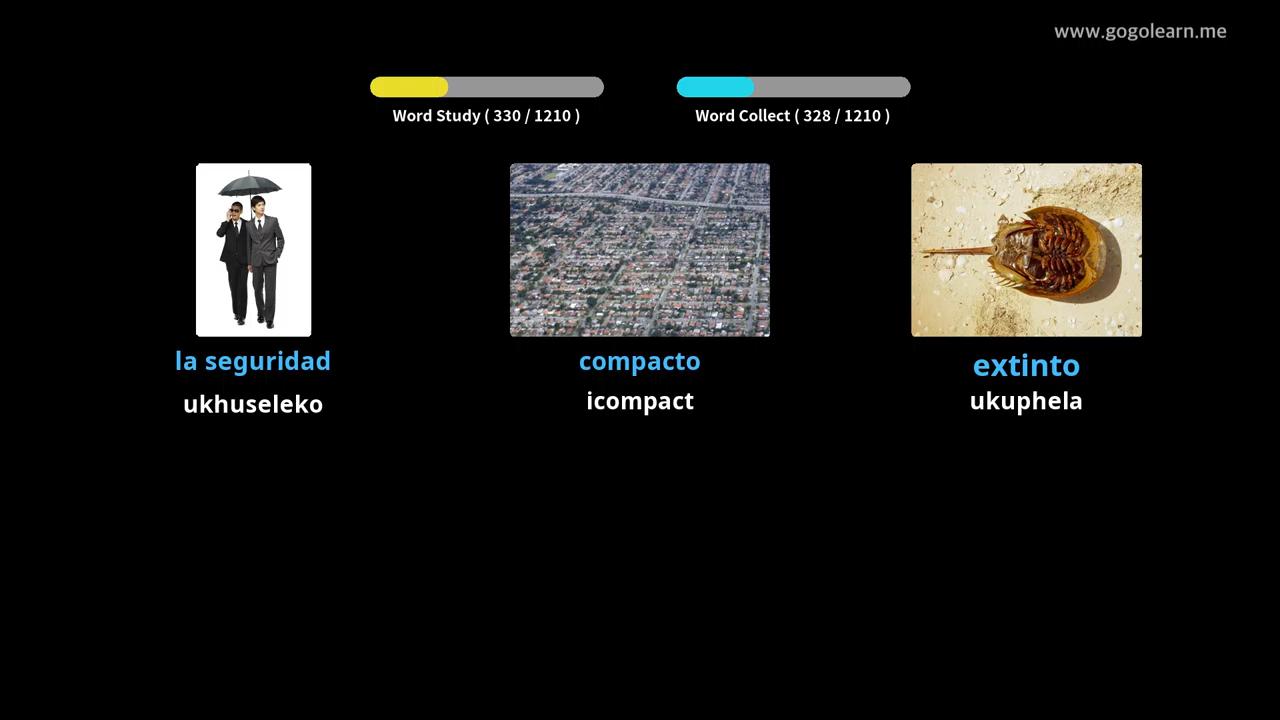 www.gogolearn.me
Word Study ( 330 / 1210 )
Word Collect ( 328 / 1210 )
la seguridad
compacto
extinto
ukhuseleko
icompact
ukuphela